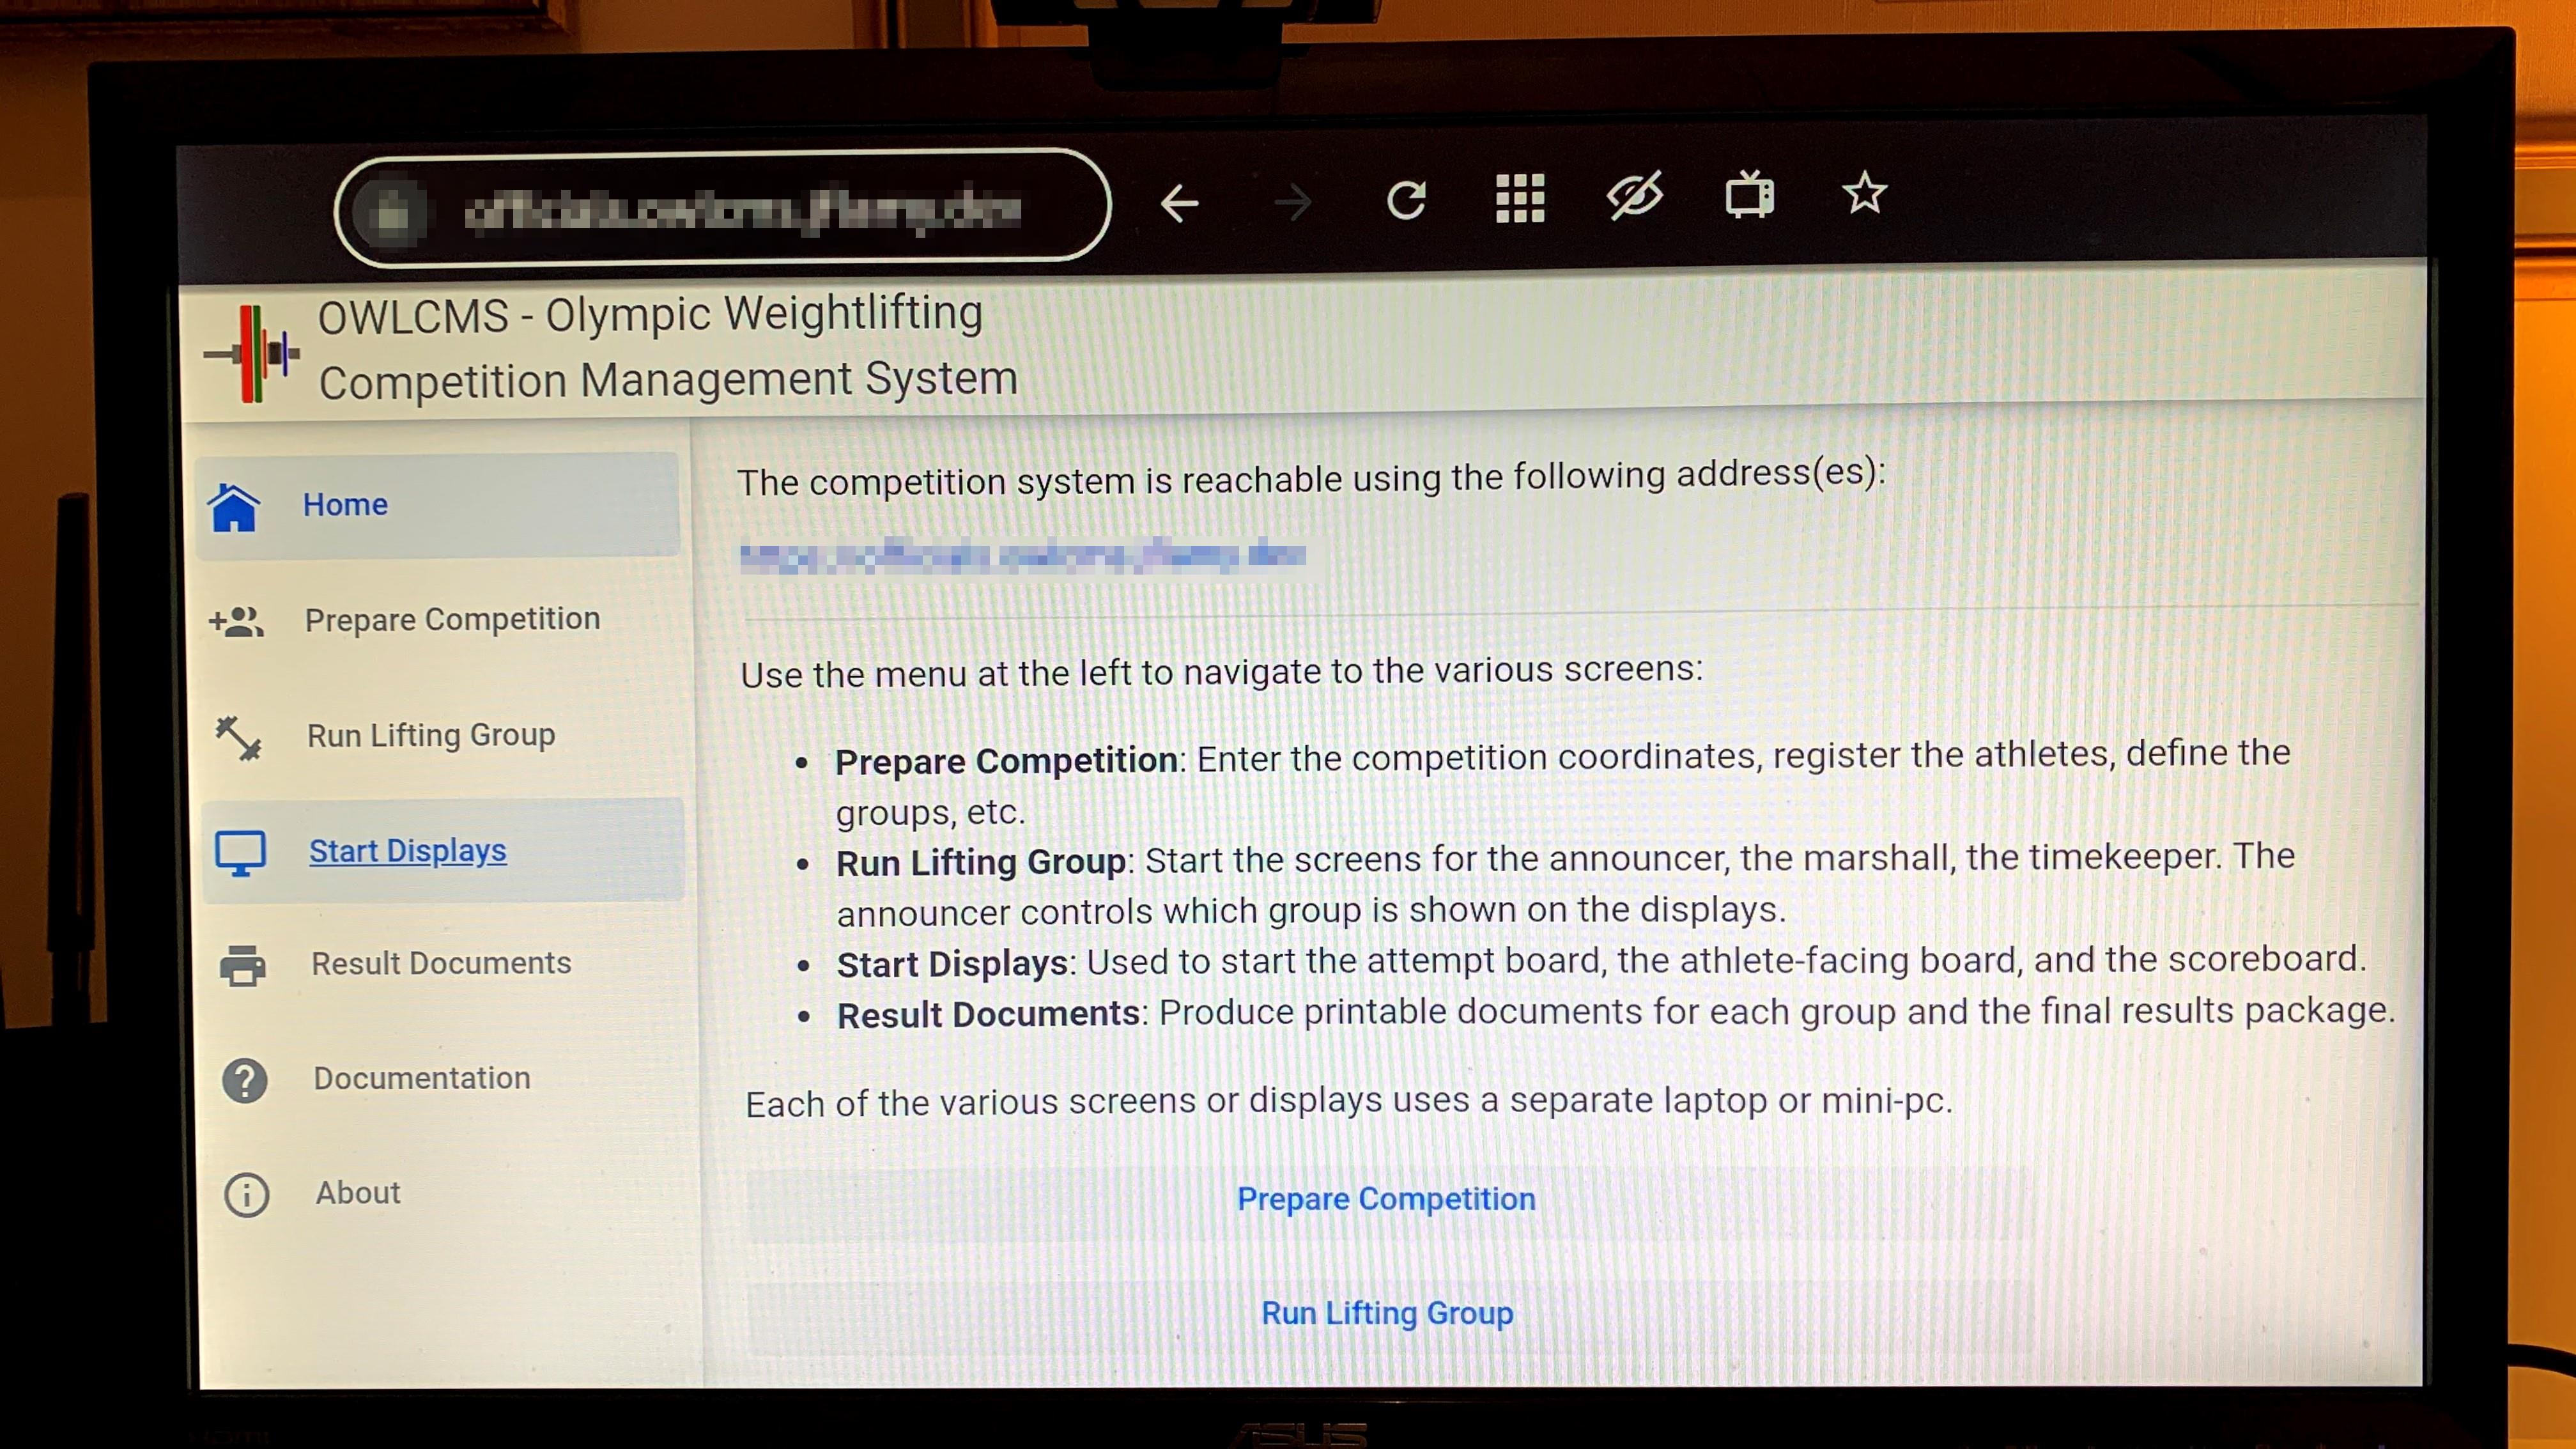 OWLCMS - Olympic Weightlifting
Competition Management System
Home
Prepare Competition
Run Lifting Group
Start Displays
Result Documents
Documentation
About
The competition system is reachable using the following address(es):
Use the menu at the left to navigate to the various screens:
• Prepare Competition: Enter the competition coordinates, register the athletes, define the
groups, etc.
• Run Lifting Group: Start the screens for the announcer, the marshall, the timekeeper. The
announcer controls which group is shown on the displays.
• Start Displays: Used to start the attempt board, the athlete-facing board, and the scoreboard.
• Result Documents: Produce printable documents for each group and the final results package.
Each of the various screens or displays uses a separate laptop or mini-pc.
Prepare Competition
Run Lifting Group
ASUS